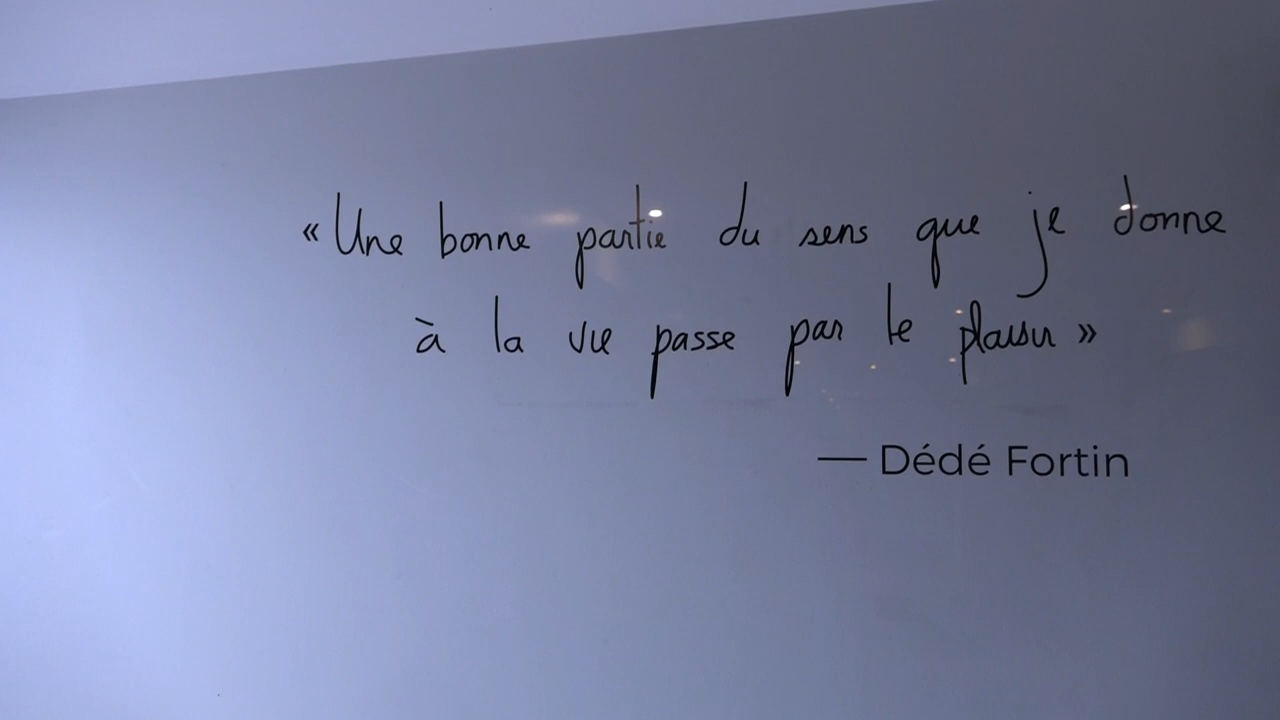 « Une bonne partie du sens que je donne
à la vie passe par le plaisir »
— Dédé Fortin